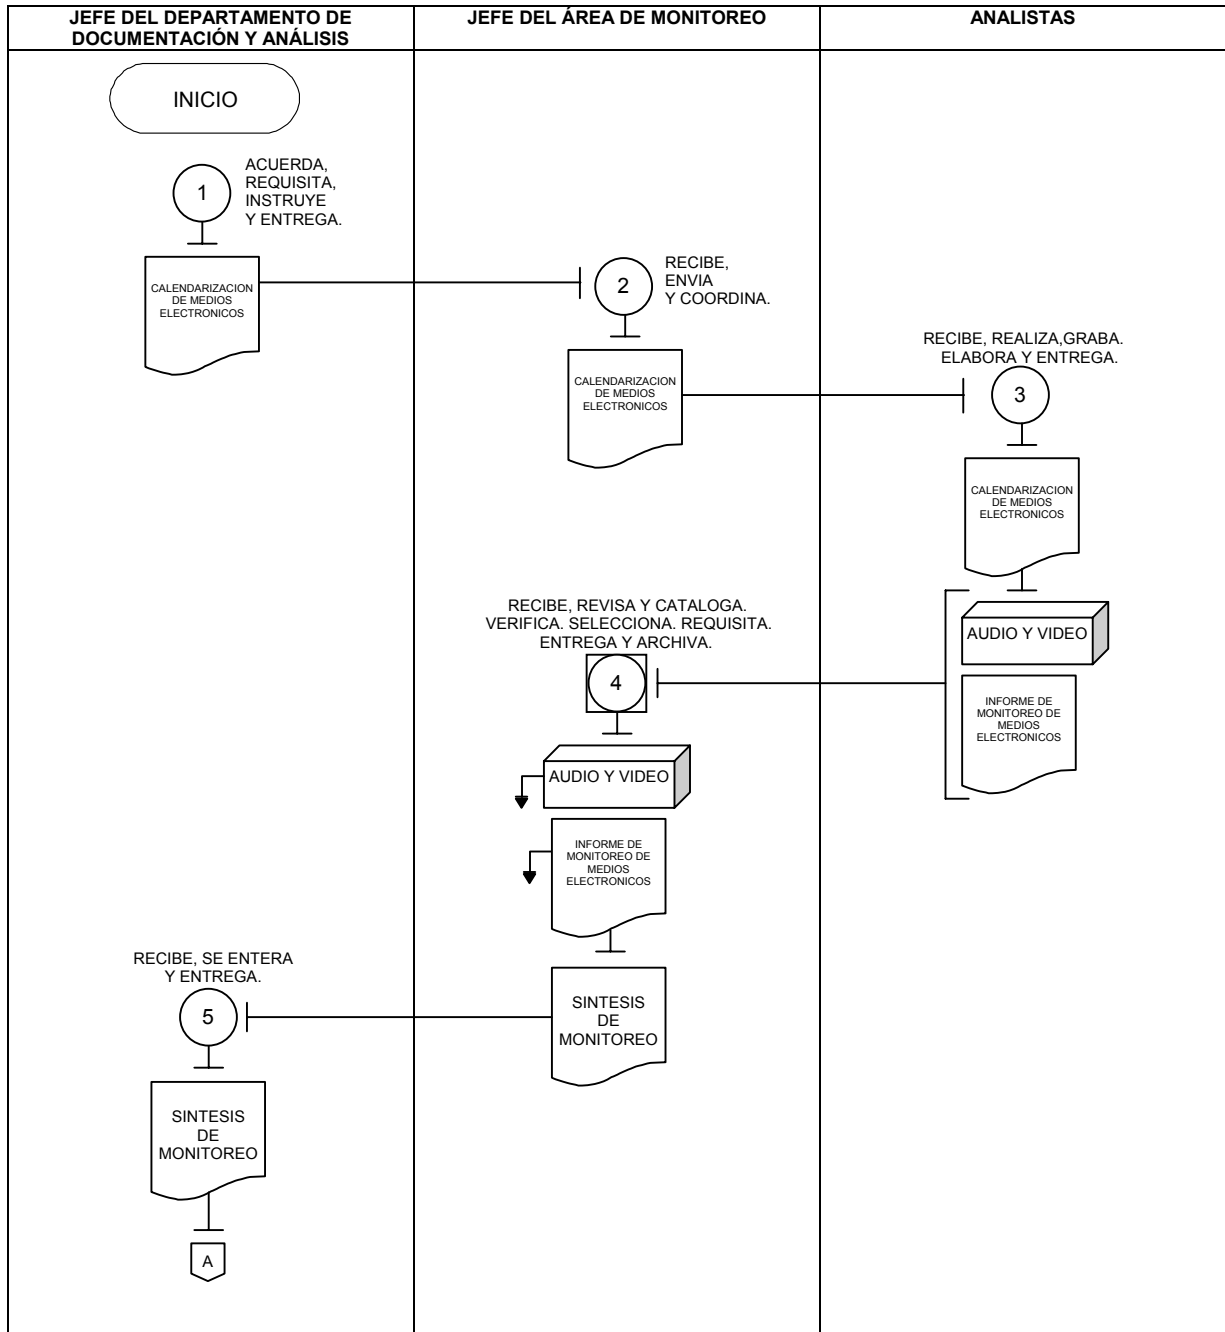 JEFE DEL DEPARTAMENTO DE
DOCUMENTACIÓN Y ANÁLISIS
JEFE DEL ÁREA DE MONITOREO
ANALISTAS
INICIO
1
ACUERDA,
REQUISITA,
INSTRUYE
Y ENTREGA.
CALENDARIZACION
DE MEDIOS
ELECTRONICOS
2
RECIBE,
ENVIA
Y COORDINA.
CALENDARIZACION
DE MEDIOS
ELECTRONICOS
RECIBE, REALIZA,GRABA.
ELABORA Y ENTREGA.
3
CALENDARIZACION
DE MEDIOS
ELECTRONICOS
AUDIO Y VIDEO
INFORME DE
MONITOREO DE
MEDIOS
ELECTRONICOS
RECIBE, REVISA Y CATALOGA.
VERIFICA. SELECCIONA. REQUISITA.
ENTREGA Y ARCHIVA.
4
AUDIO Y VIDEO
INFORME DE
MONITOREO DE
MEDIOS
ELECTRONICOS
SINTESIS
DE
MONITOREO
RECIBE, SE ENTERA
Y ENTREGA.
5
SINTESIS
DE
MONITOREO
A